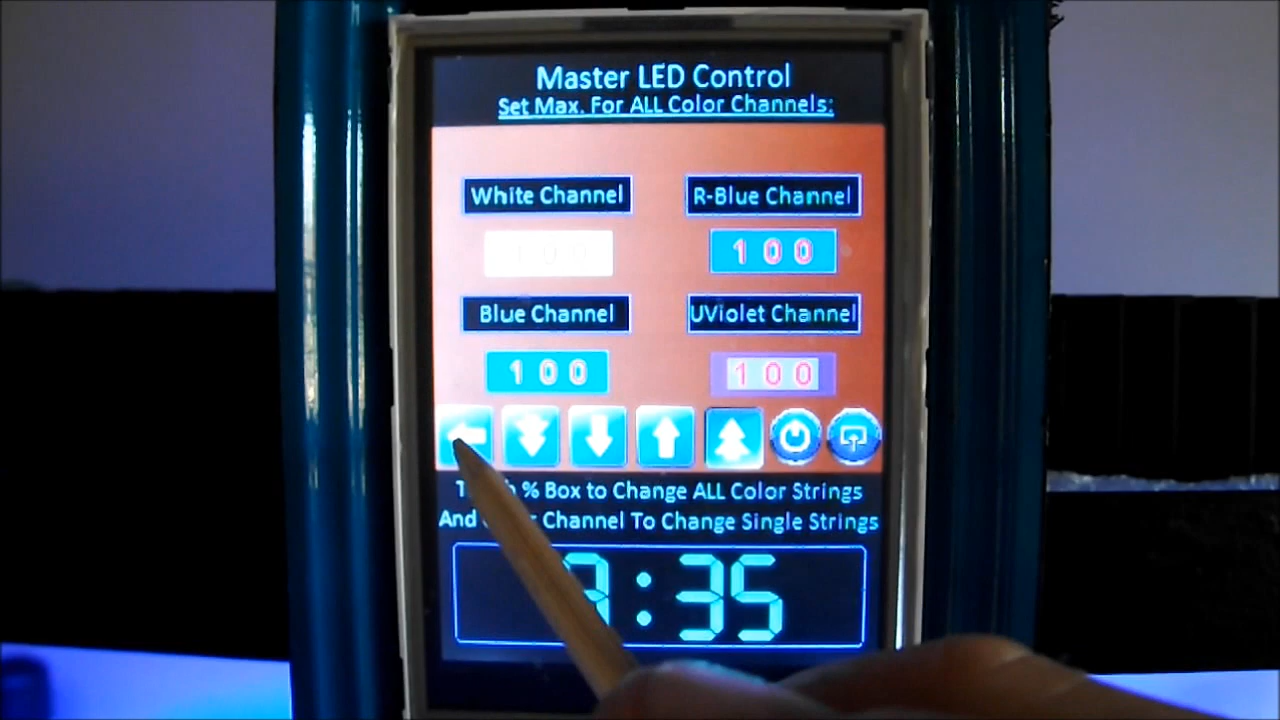 Master LED Control
Set Max. For ALL Color Channels:
White Channel R-Blue Channel
100 100
Blue Channel UViolet Channel
100 100
% Box to Change ALL Color Strings
And Channel To Change Single Strings
:35